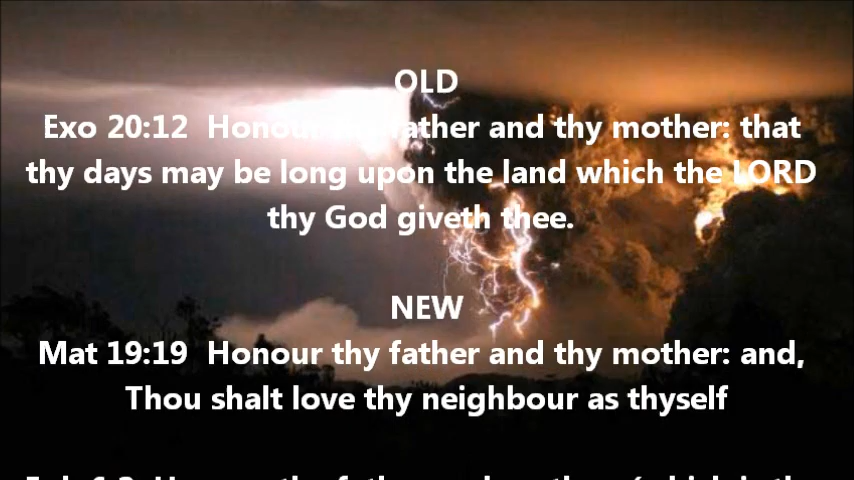 OLD
Exo 20:12 Honour thy father and thy mother: that
thy days may be long upon the land which the LORD
thy God giveth thee.
NEW
Mat 19:19 Honour thy father and thy mother: and,
Thou shalt love thy neighbour as thyself